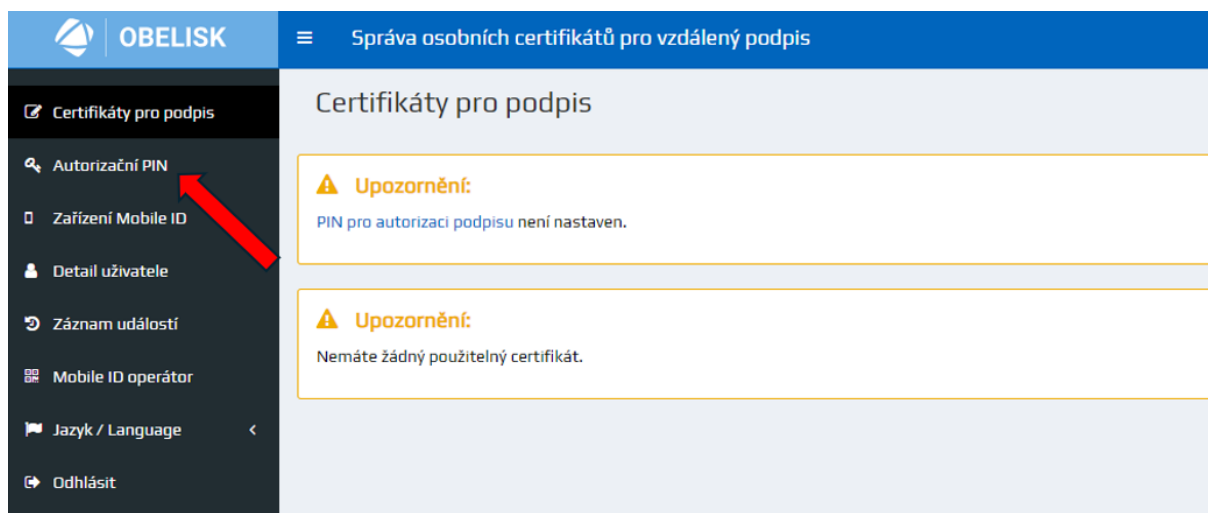 OBELISK
Správa osobních certifikátů pro vzdálený podpis
Certifikáty pro podpis
Autorizační PIN
Zařízení Mobile ID
Detail uživatele
Záznam událostí
Mobile ID operátor
Jazyk / Language
Odhlásit
Certifikáty pro podpis
Upozornění:
PIN pro autorizaci podpisu není nastaven.
Upozornění:
Nemáte žádný použitelný certifikát.